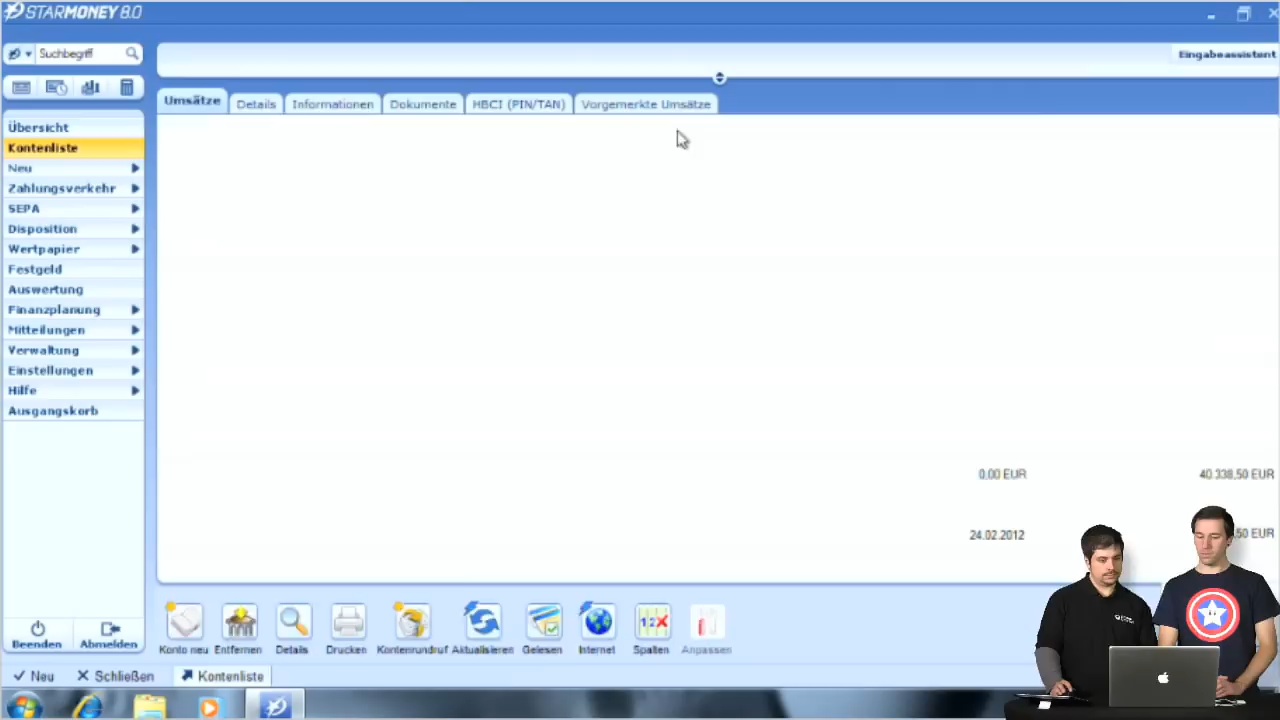 STARMONEY 8.0
Suchbegriff
Eingabeassistent
Umsätze
Details
Informationen
Dokumente
HBCI (PIN/TAN)
Vorgemerkte Umsätze
Übersicht
Kontenliste
Neu
Zahlungsverkehr
SEPA
Disposition
Wertpapier
Festgeld
Auswertung
Finanzplanung
Mitteilungen
Verwaltung
Einstellungen
Hilfe
Ausgangskorb
0,00 EUR
40.338,50 EUR
24.02.2012
,50 EUR
Beenden
Abmelden
Konto neu
Entfernen
Details
Drucken
Kontenrundruf
Aktualisieren
Gelesen
Internet
Spalten
Anpassen
Neu
Schließen
Kontenliste